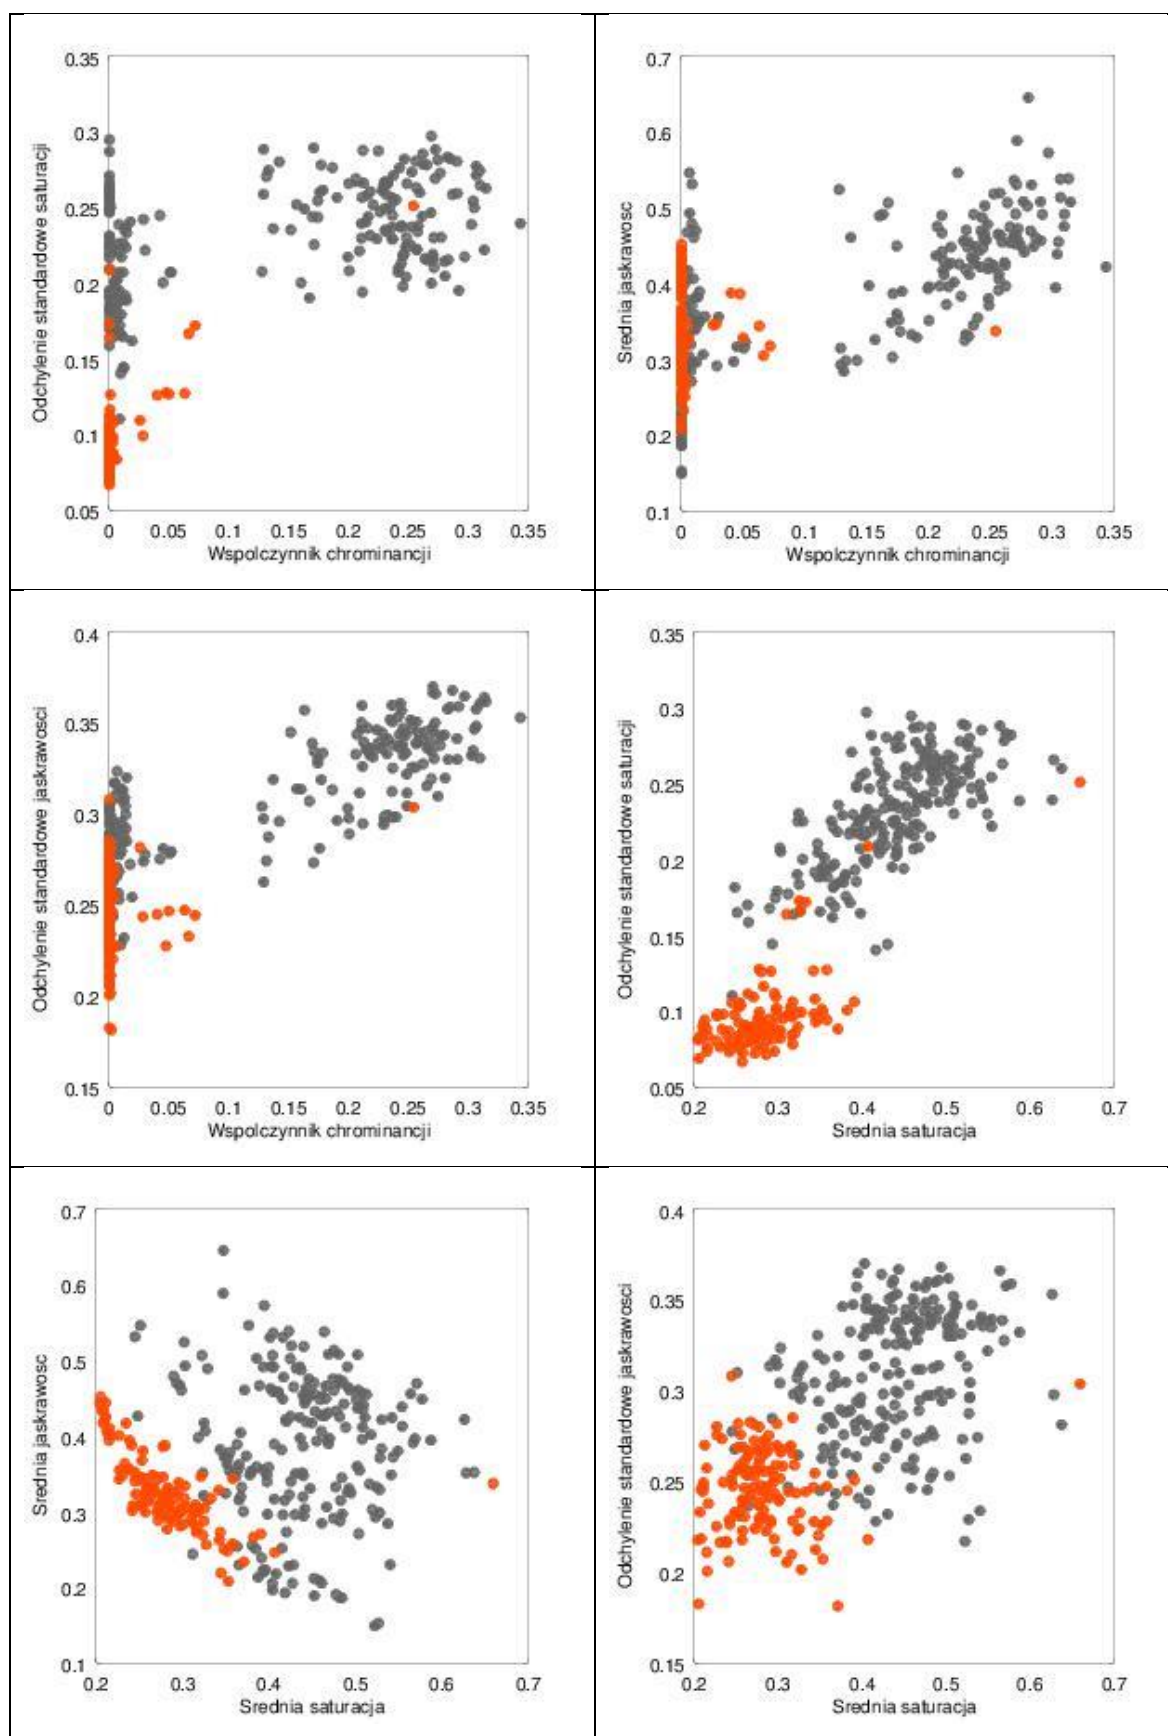 0.35
0.3
0.25
0.2
0.15
0.1
0.05
Odchylenie standardowe saturacji
0 0.05 0.1 0.15 0.2 0.25 0.3 0.35
Wspolczynnik chrominancji
0.7
0.6
0.5
0.4
0.3
0.2
0.1
Srednia jaskrawosc
0 0.05 0.1 0.15 0.2 0.25 0.3 0.35
Wspolczynnik chrominancji
0.4
0.35
0.3
0.25
0.2
0.15
Odchylenie standardowe jaskrawosci
0 0.05 0.1 0.15 0.2 0.25 0.3 0.35
Wspolczynnik chrominancji
0.35
0.3
0.25
0.2
0.15
0.1
0.05
Odchylenie standardowe saturacji
0.2 0.3 0.4 0.5 0.6 0.7
Srednia saturacja
0.7
0.6
0.5
0.4
0.3
0.2
0.1
Srednia jaskrawosc
0.2 0.3 0.4 0.5 0.6 0.7
Srednia saturacja
0.4
0.35
0.3
0.25
0.2
0.15
Odchylenie standardowe jaskrawosci
0.2 0.3 0.4 0.5 0.6 0.7
Srednia saturacja